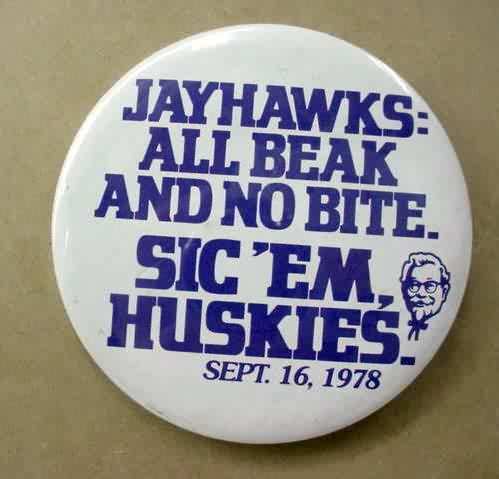 JAYHAWKS:
ALL BEAK
AND NO BITE.
SIC 'EM,
HUSKIES.
SEPT. 16, 1978